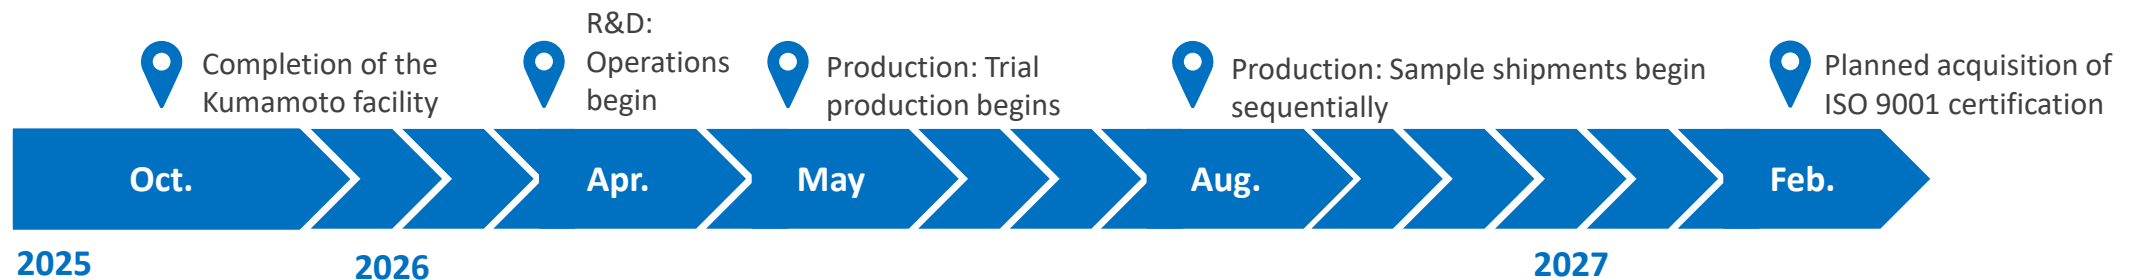 Completion of the
Kumamoto facility
R&D:
Operations
begin
Production: Trial
production begins
Production: Sample shipments begin
sequentially
Planned acquisition of
ISO 9001 certification
Oct.
Apr.
May
Aug.
Feb.
2025
2026
2027